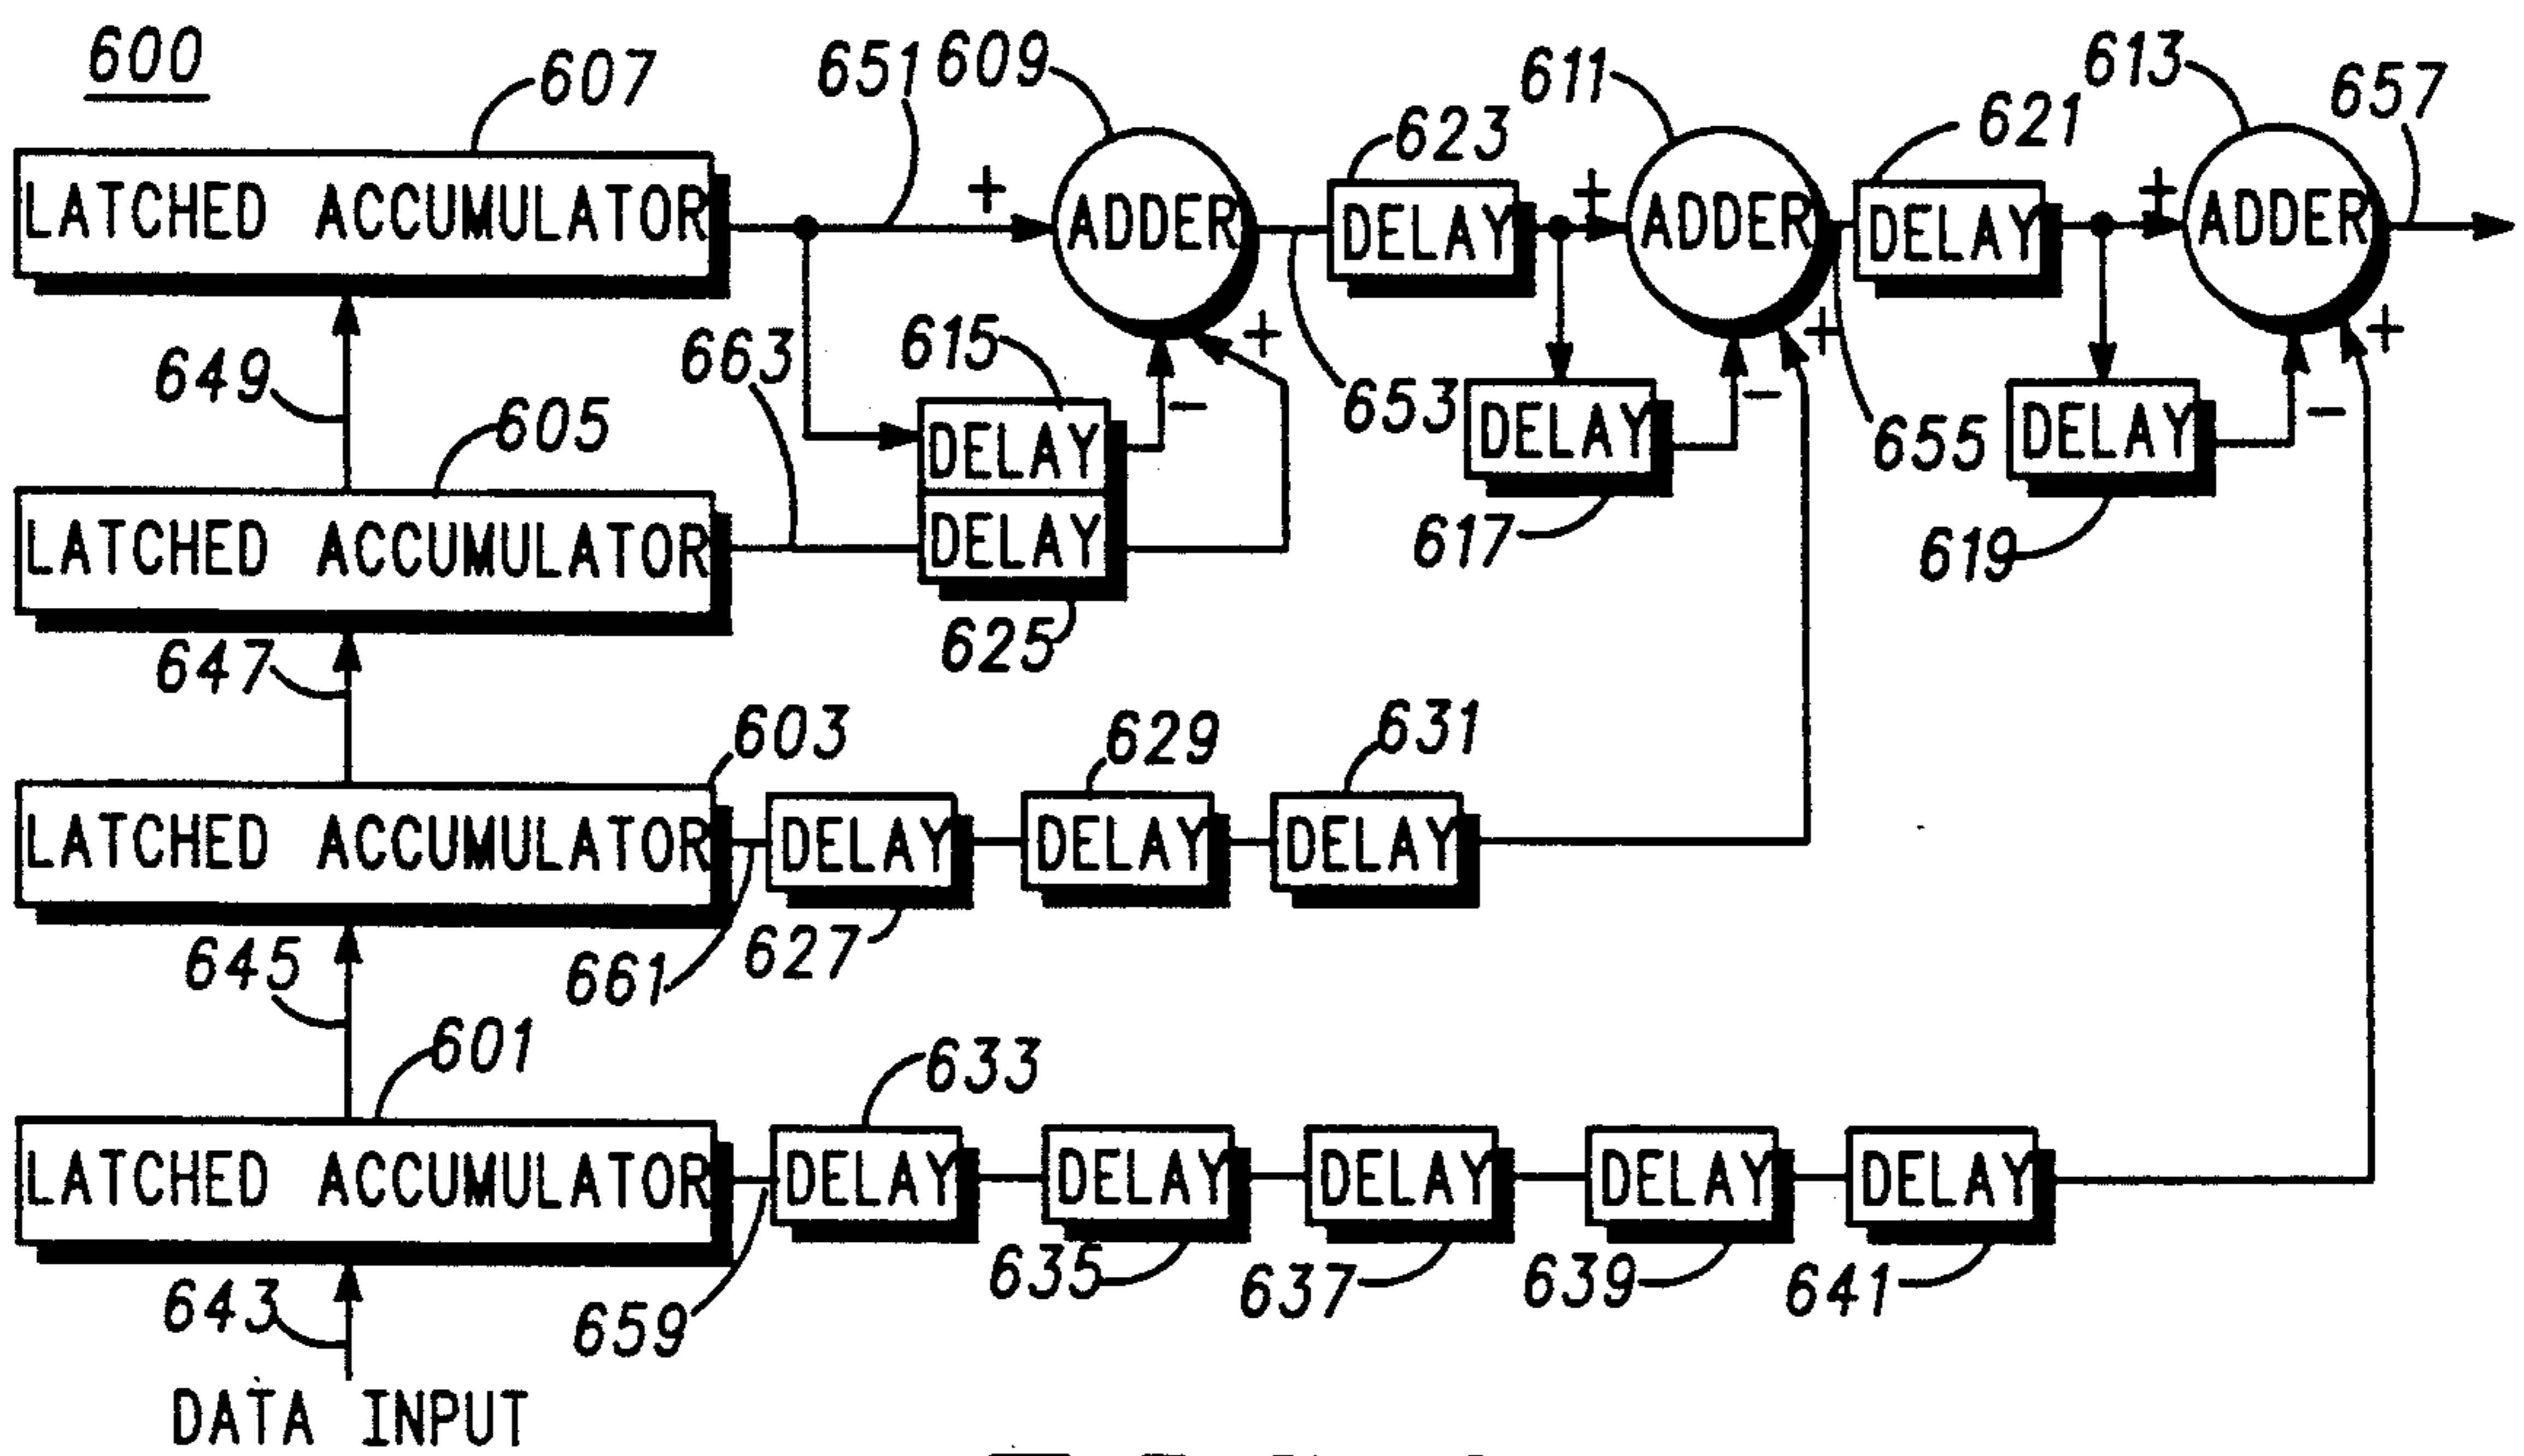 600
607
651
609
623
611
621
613
657
LATCHED ACCUMULATOR
+
ADDER
DELAY
+
ADDER
DELAY
+
ADDER
649
663
615
+
653
+
655
+
605
DELAY
-
DELAY
-
DELAY
-
LATCHED ACCUMULATOR
DELAY
617
619
625
647
603
629
631
LATCHED ACCUMULATOR
DELAY
DELAY
DELAY
645
661
627
601
633
LATCHED ACCUMULATOR
DELAY
DELAY
DELAY
DELAY
DELAY
643
659
635
637
639
641
DATA INPUT